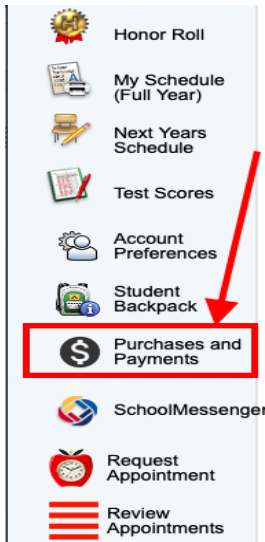 Honor Roll
My Schedule
(Full Year)
Next Years
Schedule
Test Scores
Account
Preferences
Student
Backpack
Purchases and
Payments
SchoolMessenger
Request
Appointment
Review
Appointments